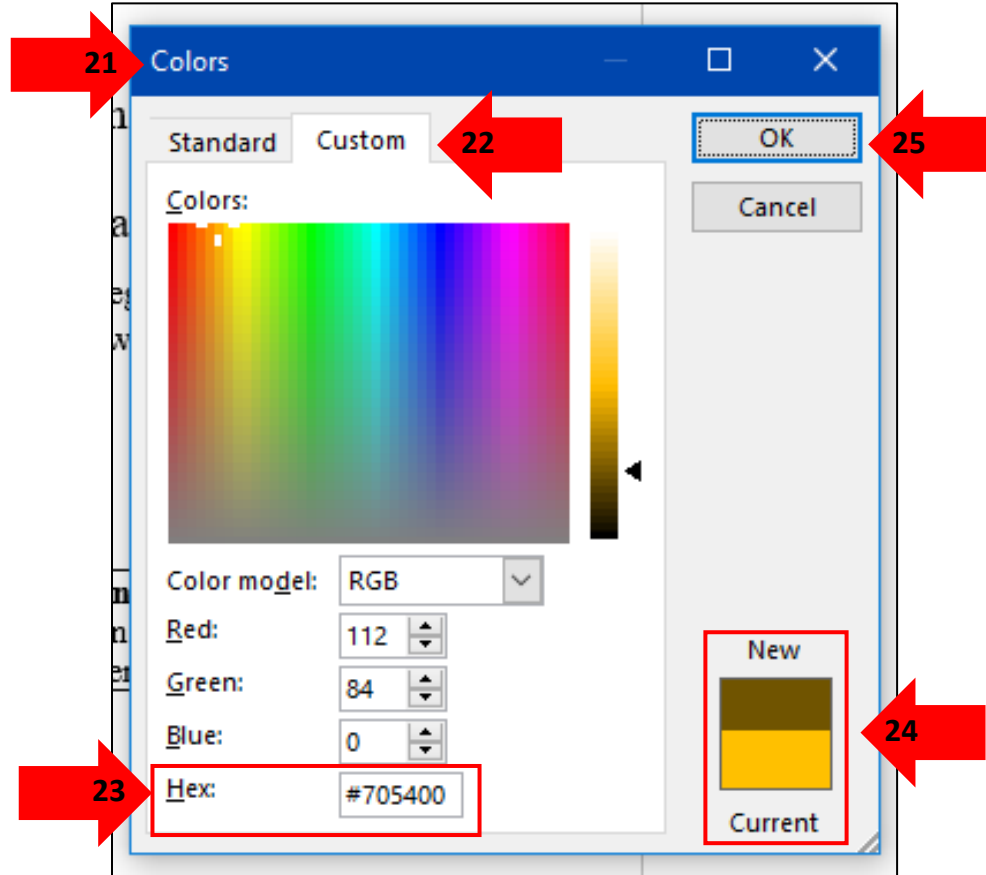 21 Colors
Standard Custom 22 OK 25
Colors:
Cancel
Color model: RGB
Red: 112
Green: 84
Blue: 0
23 Hex: #705400
New
24
Current